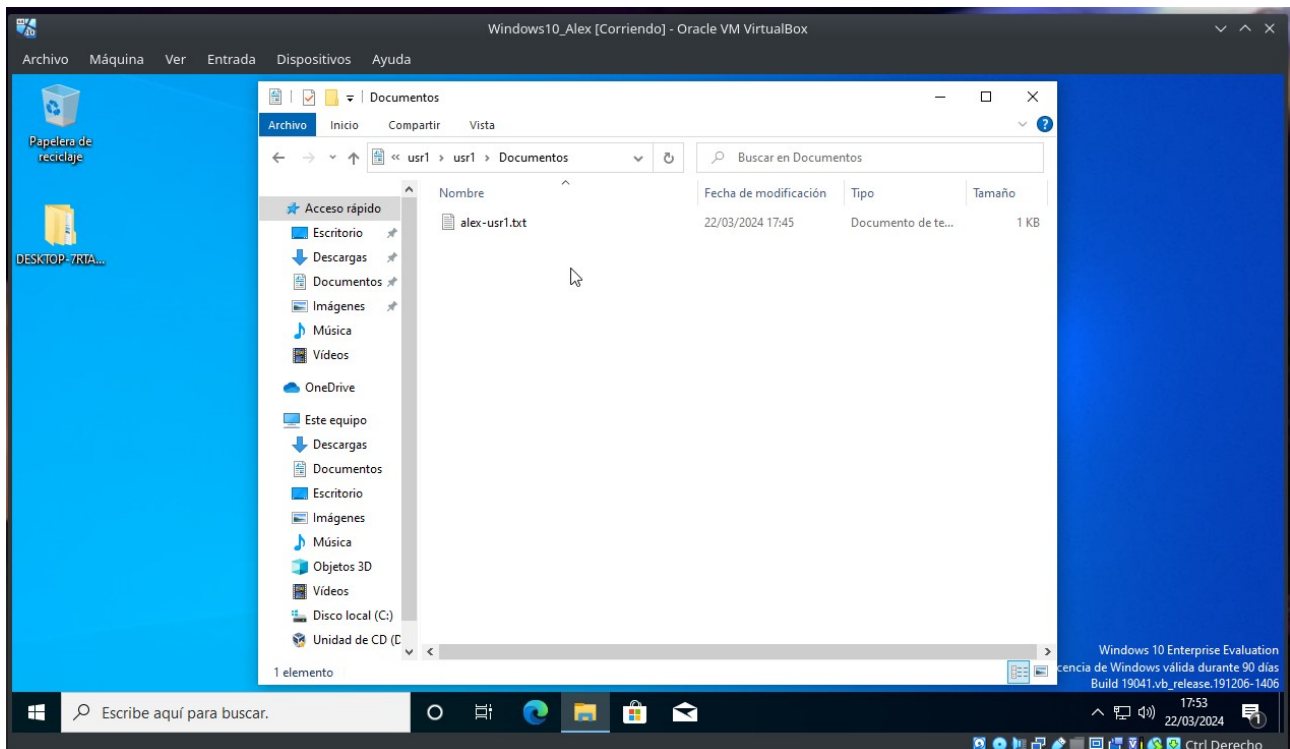 Windows10_Alex [Corriendo] - Oracle VM VirtualBox
Archivo Máquina Ver Entrada Dispositivos Ayuda
Papelera de
reciclaje
DESKTOP-7RTA...
Documentos
Archivo Inicio Compartir Vista
« usr1 › usr1 › Documentos
Buscar en Documentos
Nombre Fecha de modificación Tipo Tamaño
alex-usr1.txt 22/03/2024 17:45 Documento de te... 1 KB
Acceso rápido
Escritorio
Descargas
Documentos
Imágenes
Música
Vídeos
OneDrive
Este equipo
Descargas
Documentos
Escritorio
Imágenes
Música
Objetos 3D
Vídeos
Disco local (C:)
Unidad de CD (D
1 elemento
Windows 10 Enterprise Evaluation
cencia de Windows válida durante 90 días
Build 19041.vb_release.191206-1406
Escribe aquí para buscar.
17:53
22/03/2024
1
Ctrl Derecho